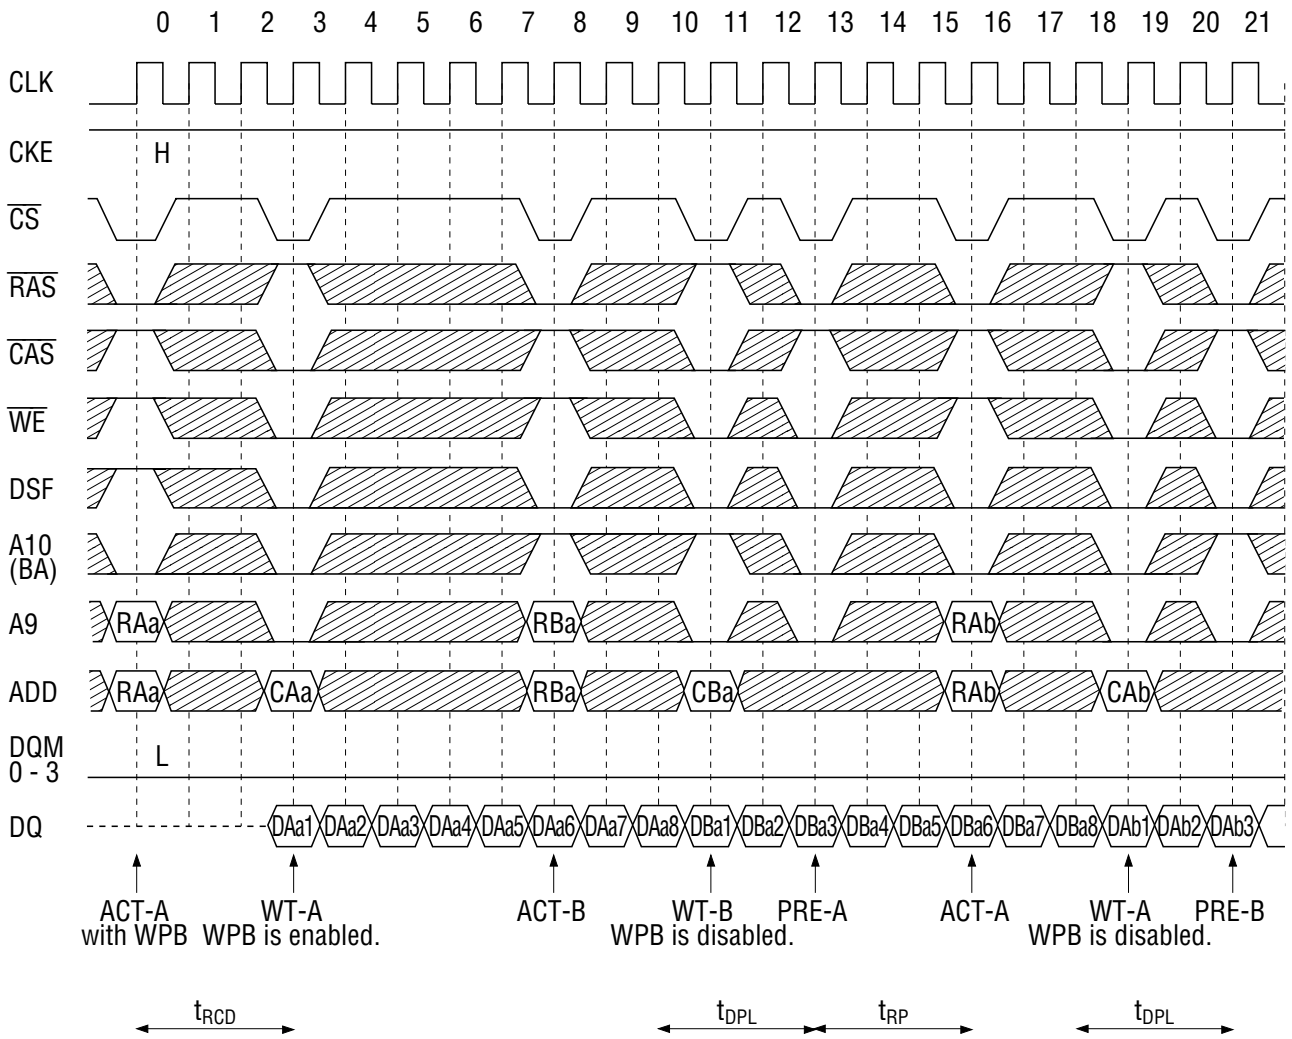 0 1 2 3 4 5 6 7 8 9 10 11 12 13 14 15 16 17 18 19 20 21
CLK
CKE H
CS
RAS
CAS
WE
DSF
A10
(BA)
A9 RAa RBa RAb
ADD RAa CAa RBa CBa RAb CAb
DQM
0 - 3 L
DQ DAa1 DAa2 DAa3 DAa4 DAa5 DAa6 DAa7 DAa8 DBa1 DBa2 DBa3 DBa4 DBa5 DBa6 DBa7 DBa8 DAb1 DAb2 DAb3
ACT-A WT-A ACT-B WT-B PRE-A ACT-A WT-A PRE-B
with WPB WPB is enabled. WPB is disabled. WPB is disabled.
tRCD tDPL tRP tDPL